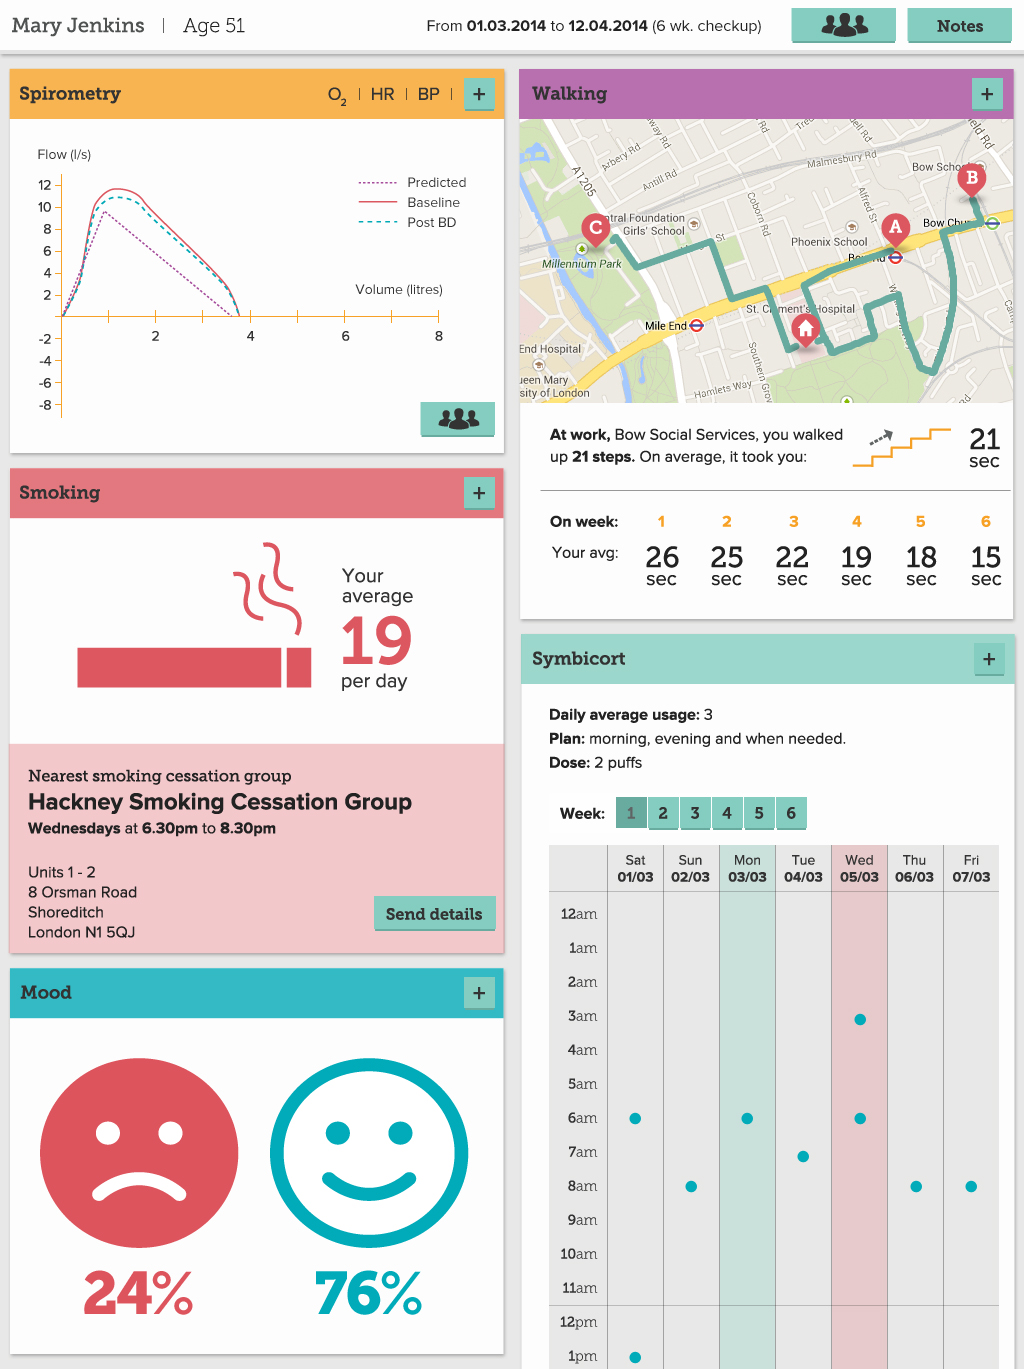 Mary Jenkins | Age 51
From 01.03.2014 to 12.04.2014 (6 wk. checkup)
Notes
Spirometry
O2 | HR | BP |
+
Flow (l/s)
12
10
8
6
4
2
-2
-4
-6
-8
Predicted
Baseline
Post BD
Volume (litres)
2 4 6 8
Smoking
+
Your
average
19
per day
Nearest smoking cessation group
Hackney Smoking Cessation Group
Wednesdays at 6.30pm to 8.30pm
Units 1 - 2
8 Orsman Road
Shoreditch
London N1 5QJ
Send details
Mood
+
24%
76%
Walking
+
A1205
Arbery Rd
Antill Rd
Malmesbury Rd
Coborn Rd
Alfred St
Bow School
B
C
A
ntral Foundation
Girls' School
St
Phoenix School
Bow Chu
Millennium Park
St. Clement's Hospital
Mile End
End Hospital
ueen Mary
sity of London
Hamlets Way
Southern Grov
At work, Bow Social Services, you walked
up 21 steps. On average, it took you:
21
sec
On week: 1 2 3 4 5 6
Your avg: 26 25 22 19 18 15
sec sec sec sec sec sec
Symbicort
+
Daily average usage: 3
Plan: morning, evening and when needed.
Dose: 2 puffs
Week: 1 2 3 4 5 6
Sat Sun Mon Tue Wed Thu Fri
01/03 02/03 03/03 04/03 05/03 06/03 07/03
12am
1am
2am
3am
4am
5am
6am
7am
8am
9am
10am
11am
12pm
1pm